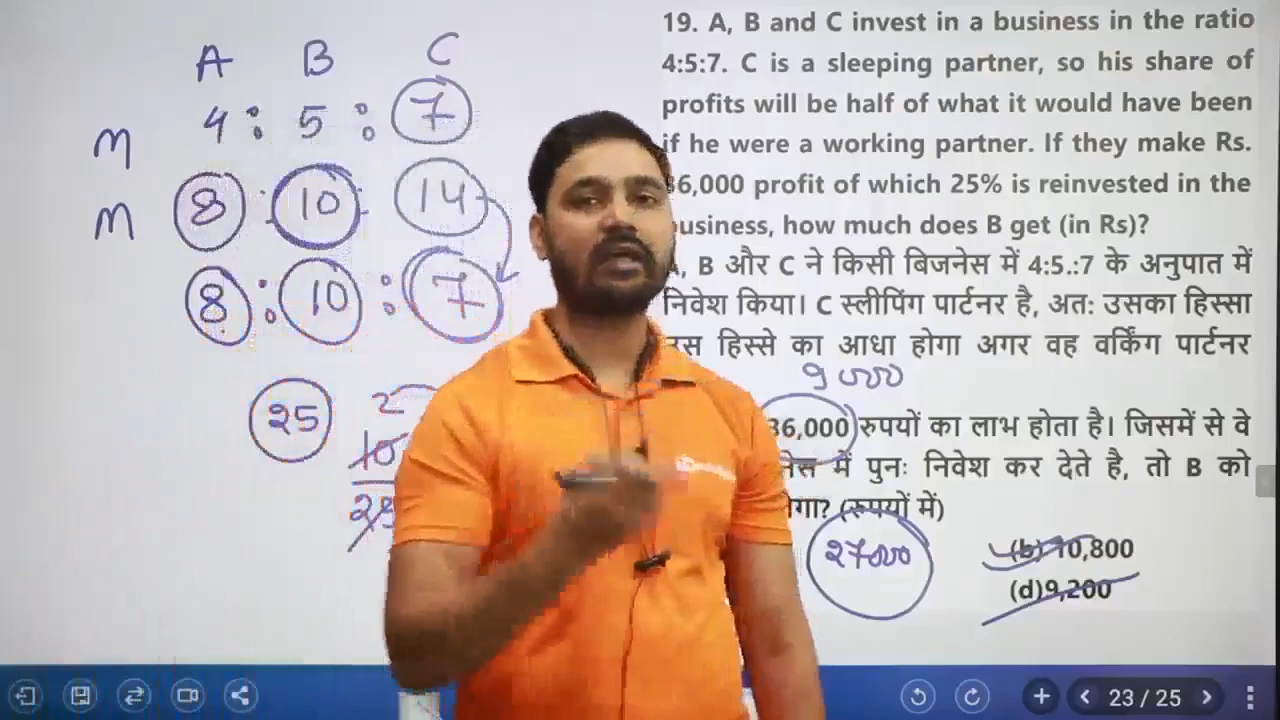 19. A, B and C invest in a business in the ratio
4:5:7. C is a sleeping partner, so his share of
profits will be half of what it would have been
if he were a working partner. If they make Rs.
36,000 profit of which 25% is reinvested in the
business, how much does B get (in Rs)?
A, B और C ने किसी बिजनेस में 4:5.:7 के अनुपात में
निवेश किया। C स्लीपिंग पार्टनर है, अतः उसका हिस्सा
उस हिस्से का आधा होगा अगर वह वर्किंग पार्टनर
9000
36,000 रुपयों का लाभ होता है। जिसमें से वे
में पुनः निवेश कर देते है, तो B को
(रुपयों में)
27000
(b) 10,800
(d)9,200
A B C
M 4 : 5 : 7
M 8 : 10 : 14
8 : 10 : 7
25
2
10
25
23 / 25